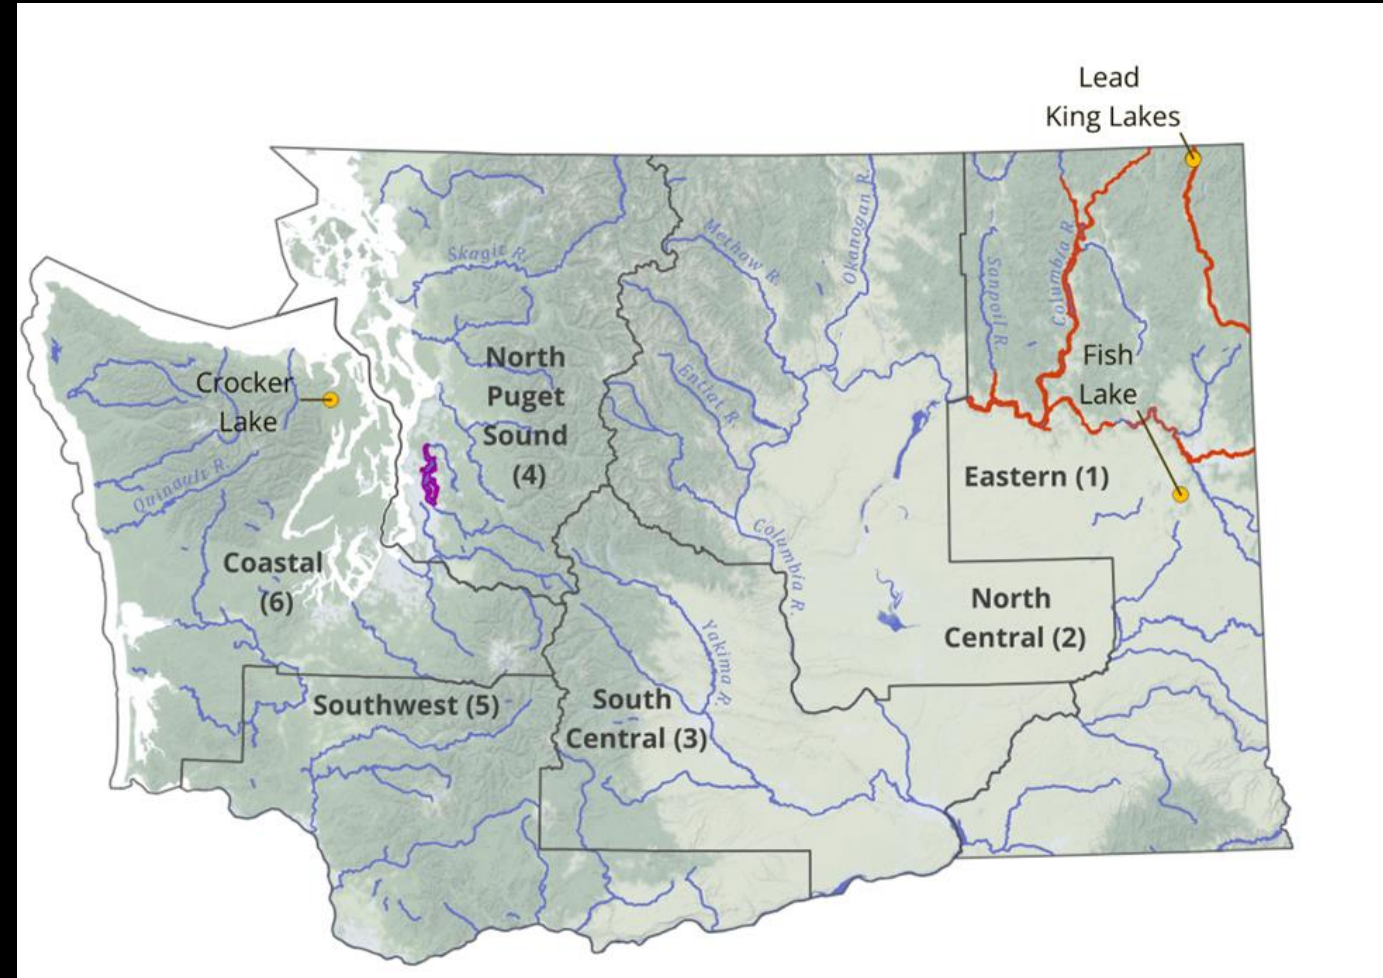 Lead
King Lakes
Skagit R.
Methow R.
Okanogan R.
Sanpoil R.
Columbia R.
North
Puget
Sound
(4)
Crocker
Lake
Entiat R.
Fish
Lake
Quinault R.
Eastern (1)
Columbia R.
Coastal
(6)
North
Central (2)
Yakima R.
Southwest (5)
South
Central (3)